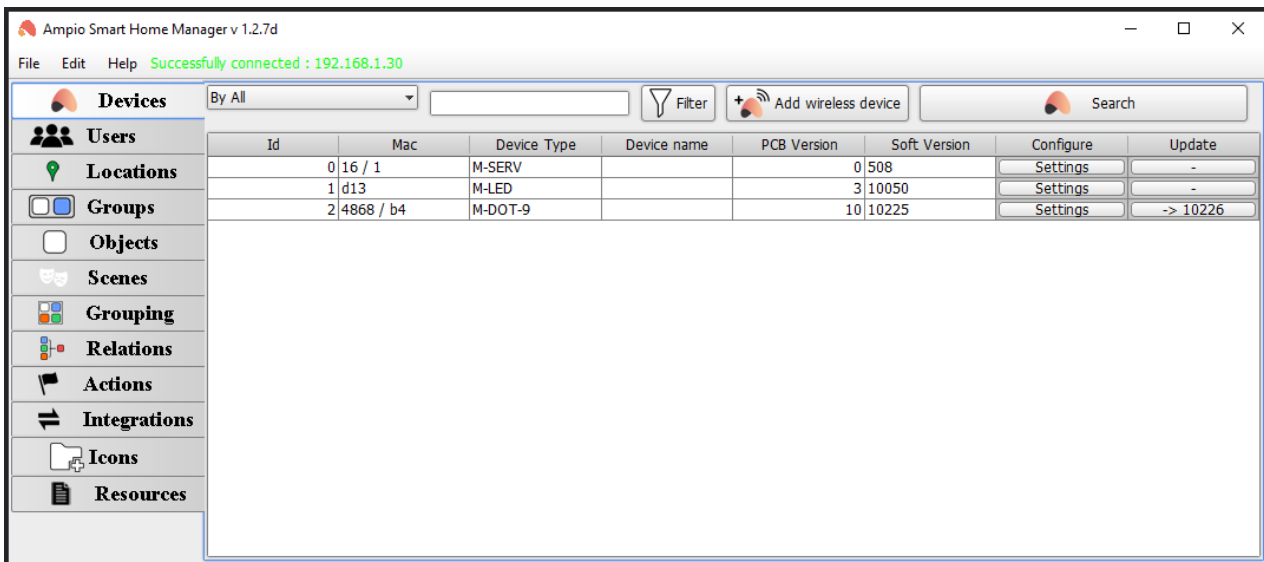 Ampio Smart Home Manager v 1.2.7d
File Edit Help Successfully connected : 192.168.1.30
Devices
Users
Locations
Groups
Objects
Scenes
Grouping
Relations
Actions
Integrations
Icons
Resources
By All Filter Add wireless device Search
Id Mac Device Type Device name PCB Version Soft Version Configure Update
0 16 / 1 M-SERV 0 508 Settings -
1 d13 M-LED 3 10050 Settings -
2 4868 / b4 M-DOT-9 10 10225 Settings -> 10226